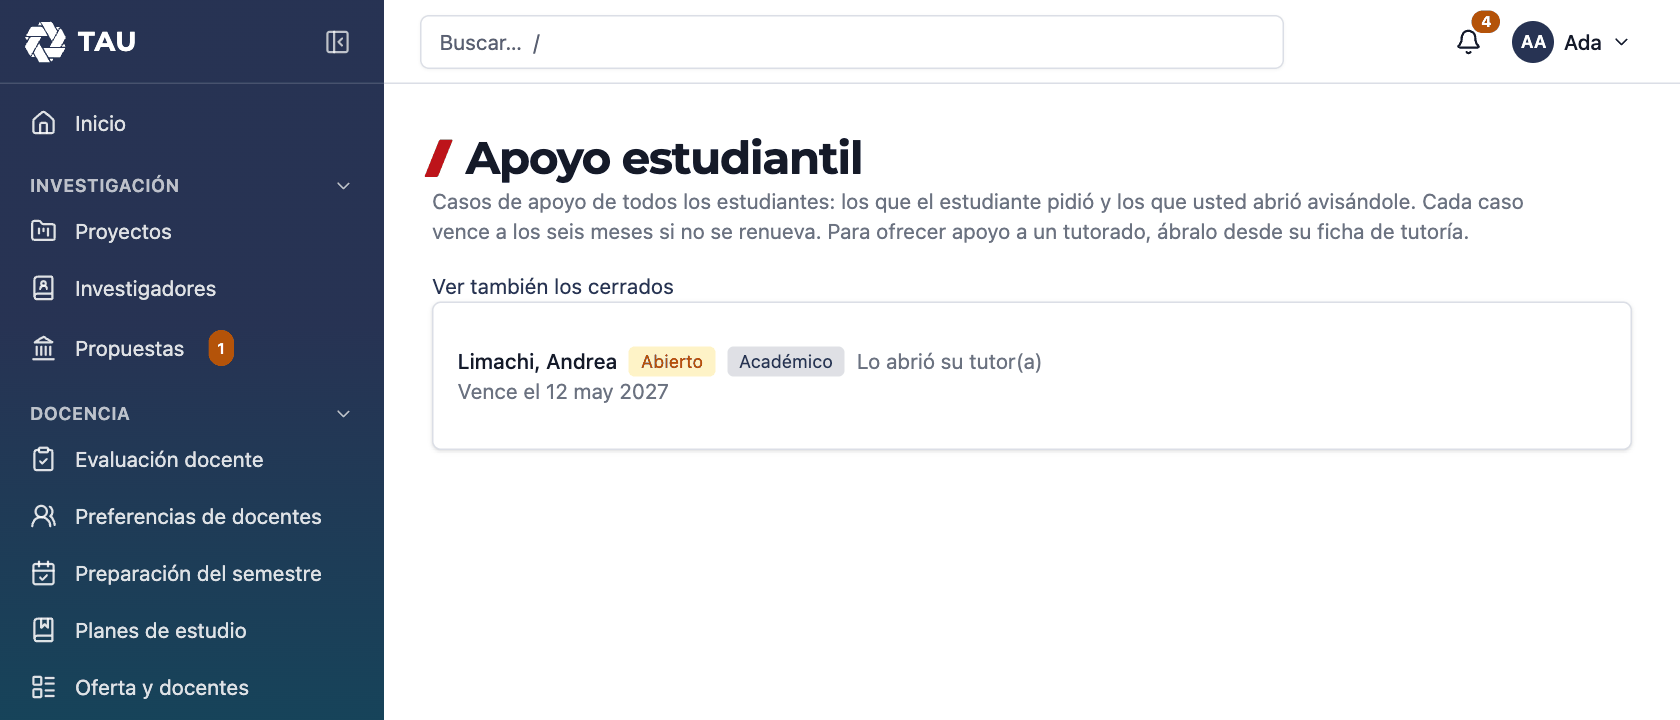 TAU
Buscar... /
4
AA
Ada
Inicio
INVESTIGACIÓN
Proyectos
Investigadores
Propuestas 1
DOCENCIA
Evaluación docente
Preferencias de docentes
Preparación del semestre
Planes de estudio
Oferta y docentes
Apoyo estudiantil
Casos de apoyo de todos los estudiantes: los que el estudiante pidió y los que usted abrió avisándole. Cada caso
vence a los seis meses si no se renueva. Para ofrecer apoyo a un tutorado, ábralo desde su ficha de tutoría.
Ver también los cerrados
Limachi, Andrea Abierto Académico Lo abrió su tutor(a)
Vence el 12 may 2027